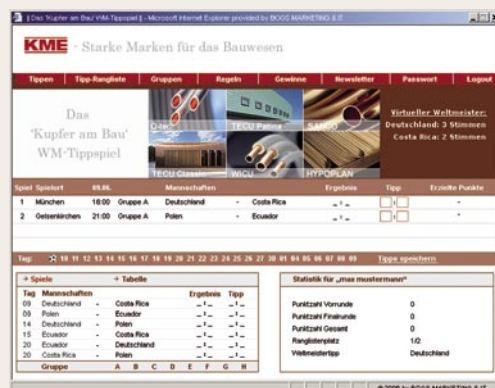 || Das 'Kupfer am Bau' WM-Tippspiel || - Microsoft Internet Explorer provided by BOOS MARKETING & IT
KME - Starke Marken für das Bauwesen
Tippen Tipp-Rangliste Gruppen Regeln Gewinne Newsletter Passwort Logout
Das
'Kupfer am Bau'
WM-Tippspiel
Q-tec TECU Patina SANCO
TECU Classic WICU HYPOPLAN
Virtueller Weltmeister:
Deutschland: 3 Stimmen
Costa Rica: 2 Stimmen
Spiel Spielort 09.06. Mannschaften Ergebnis Tipp Erzielte Punkte
1 München 18:00 Gruppe A Deutschland - Costa Rica _ : _ : -
2 Gelsenkirchen 21:00 Gruppe A Polen - Ecuador _ : _ : -
Tag: 10 11 12 13 14 15 16 17 18 19 20 21 22 23 24 25 26 27 30 01 04 05 06 07 08 09 Tipps speichern
→ Spiele → Tabelle
Tag Mannschaften Ergebnis Tipp
09 Deutschland - Costa Rica _ : _ _ : _
09 Polen - Ecuador _ : _ _ : _
14 Deutschland - Polen _ : _ _ : _
15 Ecuador - Costa Rica _ : _ _ : _
20 Ecuador - Deutschland _ : _ _ : _
20 Costa Rica - Polen _ : _ _ : _
Gruppe A B C D E F G H
Statistik für „max mustermann"
Punktzahl Vorrunde 0
Punktzahl Finalrunde 0
Punktzahl Gesamt 0
Ranglistenplatz 1/2
Weltmeistertipp Deutschland
© 2006 by BOOS MARKETING & IT